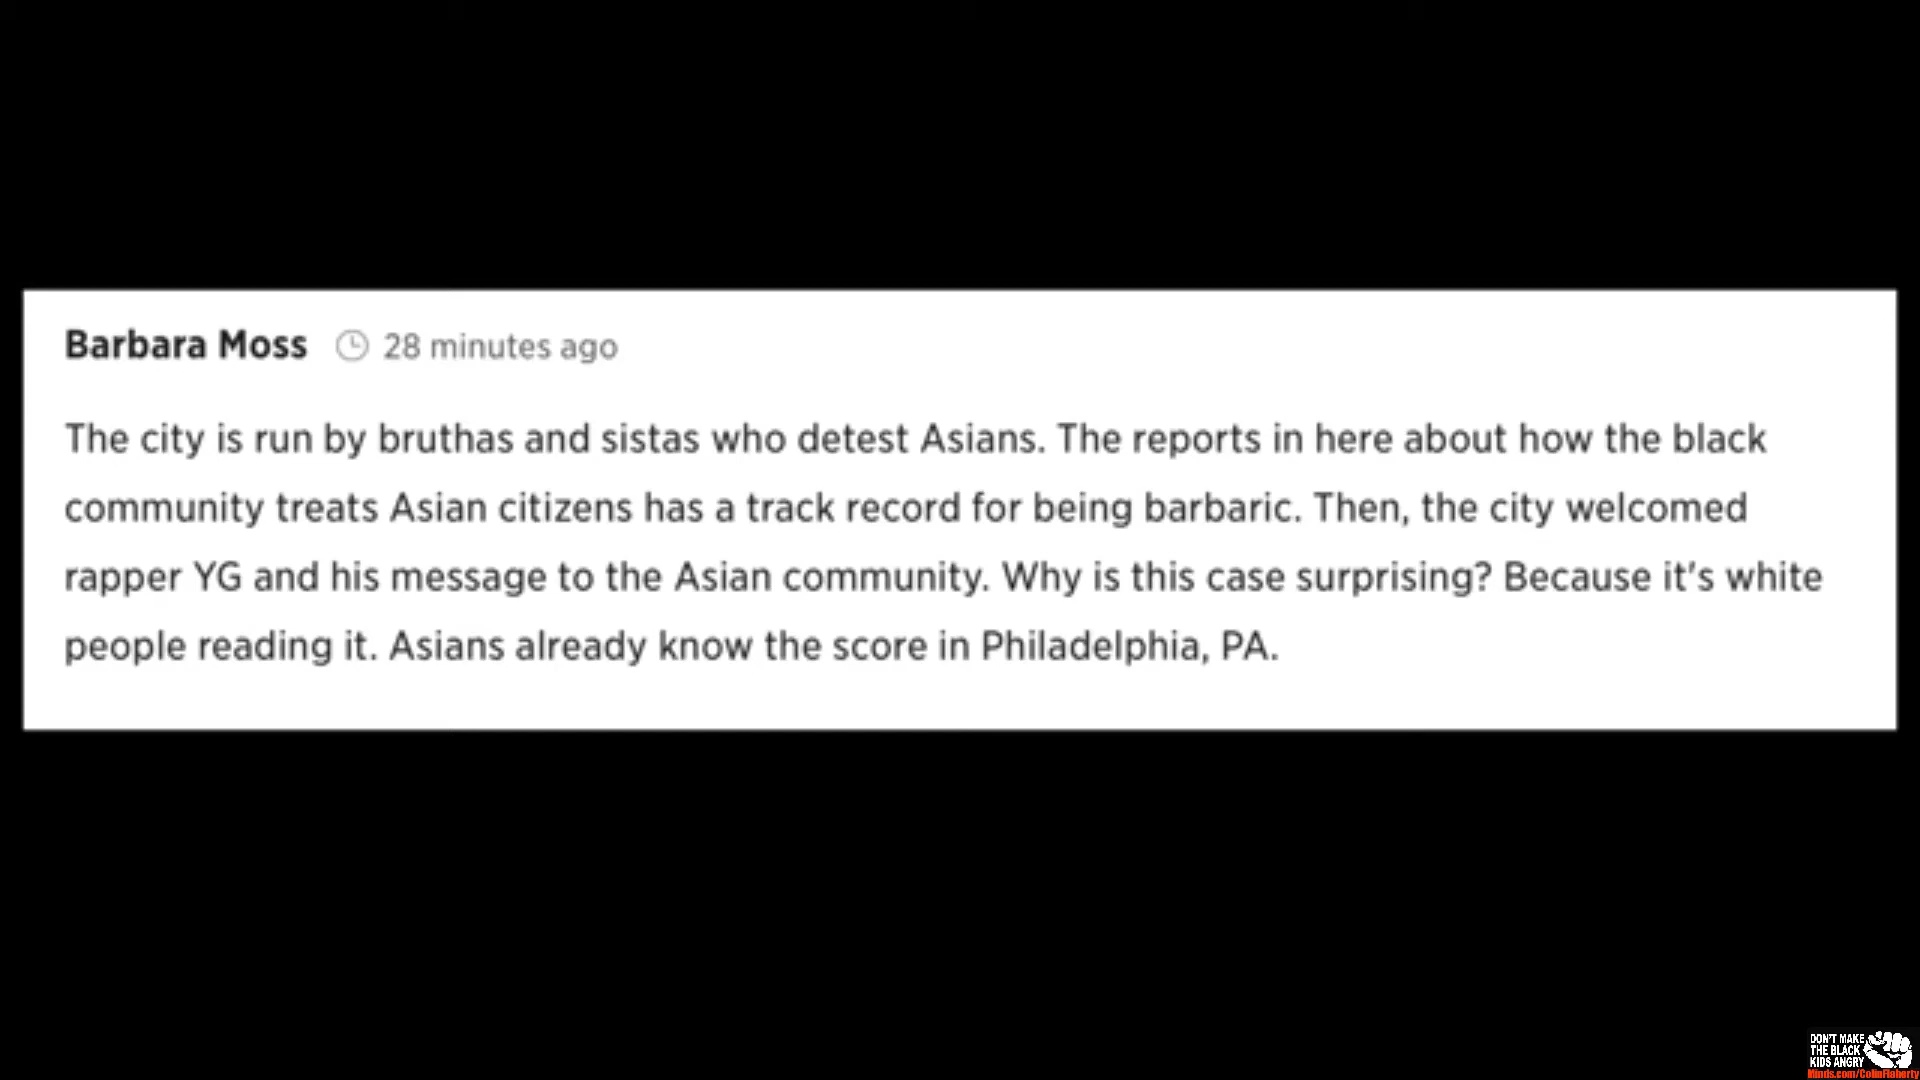 Barbara Moss 28 minutes ago
The city is run by bruthas and sistas who detest Asians. The reports in here about how the black
community treats Asian citizens has a track record for being barbaric. Then, the city welcomed
rapper YG and his message to the Asian community. Why is this case surprising? Because it's white
people reading it. Asians already know the score in Philadelphia, PA.
DON'T MAKE
THE BLACK
KIDS ANGRY
Minds.com/ColinFlaherty